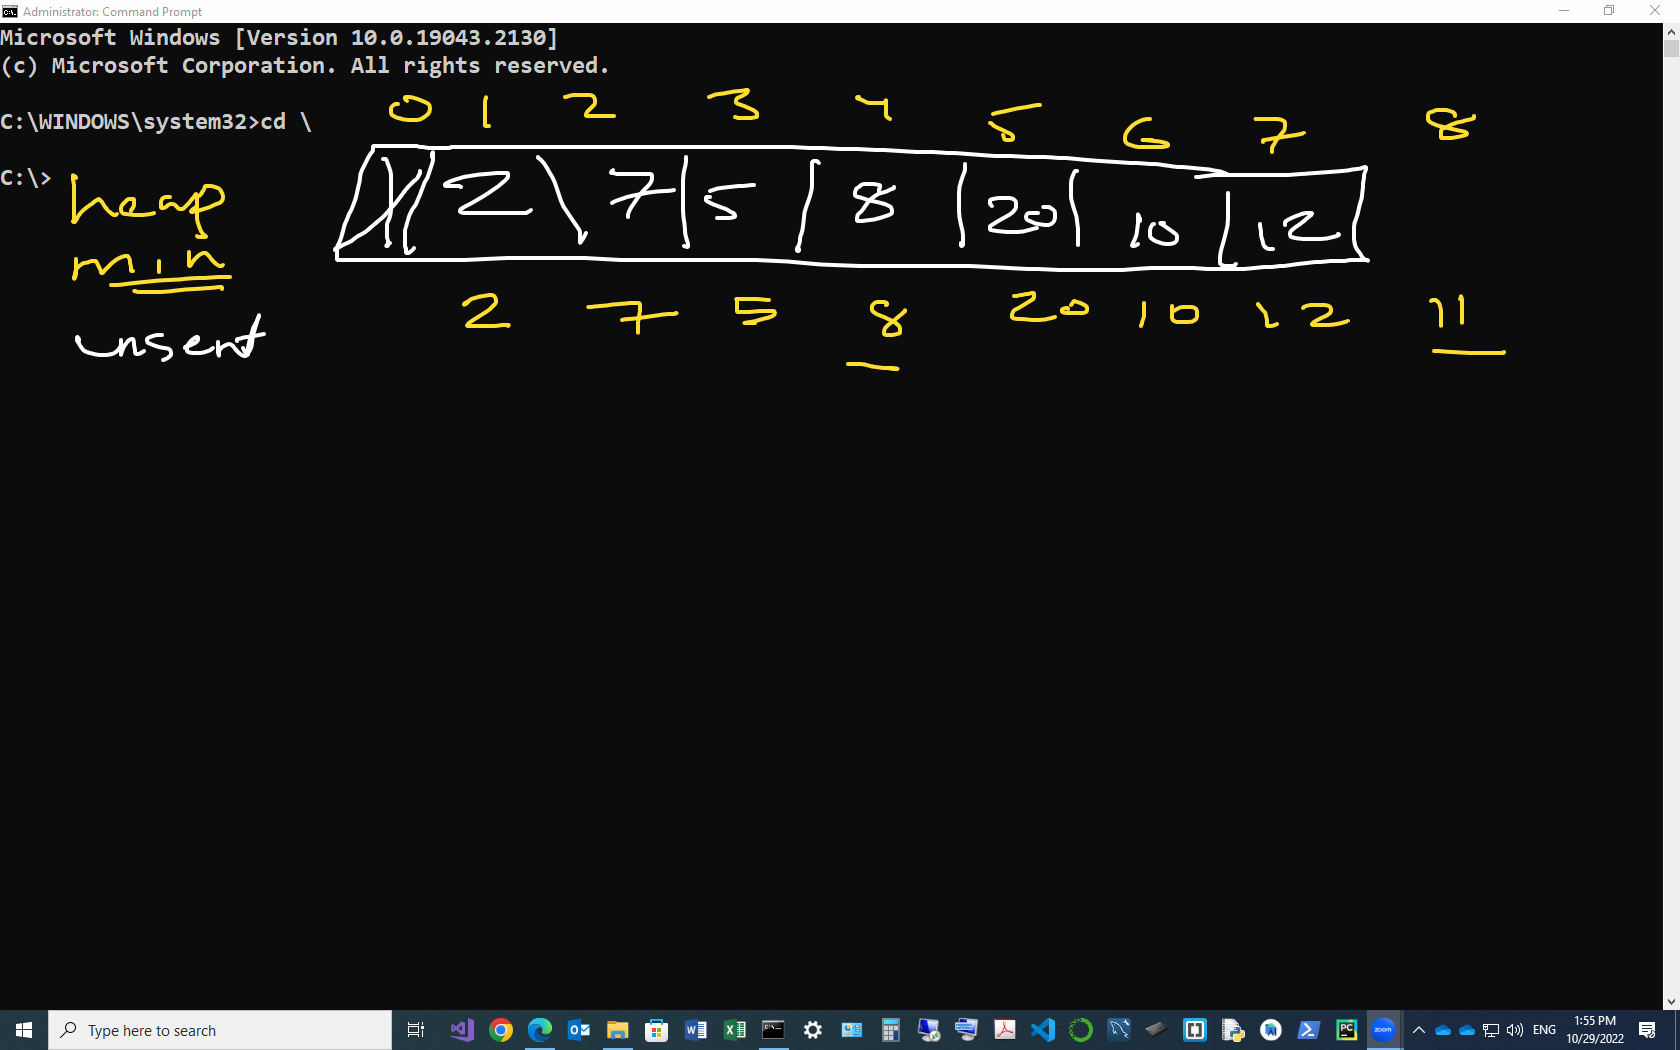 Administrator: Command Prompt
Microsoft Windows [Version 10.0.19043.2130]
(c) Microsoft Corporation. All rights reserved.
C:\WINDOWS\system32>cd \
0 1 2 3 4 5 6 7 8
C:\>
heap
2 7 5 8 20 10 12
min
2 7 5 8 20 10 12 11
insert
Type here to search
ENG
1:55 PM
10/29/2022